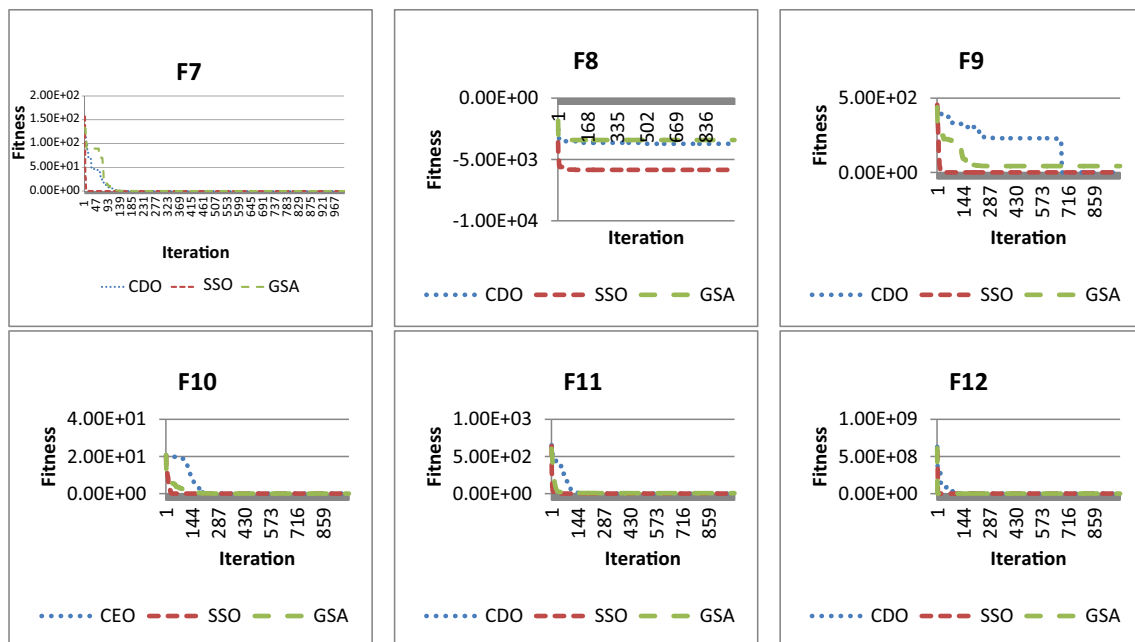 F7
Fitness
2.00E+02
1.50E+02
1.00E+02
5.00E+01
0.00E+00
1 47 93 139 185 231 277 323 369 415 461 507 553 599 645 691 737 783 829 875 921 967
Iteration
CDO SSO GSA
F8
Fitness
0.00E+00
-5.00E+03
-1.00E+04
1 168 335 502 669 836
Iteration
CDO SSO GSA
F9
Fitness
5.00E+02
0.00E+00
1 144 287 430 573 716 859
Iteration
CDO SSO GSA
F10
Fitness
4.00E+01
2.00E+01
0.00E+00
1 144 287 430 573 716 859
Iteration
CEO SSO GSA
F11
Fitness
1.00E+03
5.00E+02
0.00E+00
1 144 287 430 573 716 859
Iteration
CDO SSO GSA
F12
Fitness
1.00E+09
5.00E+08
0.00E+00
1 144 287 430 573 716 859
Iteration
CDO SSO GSA